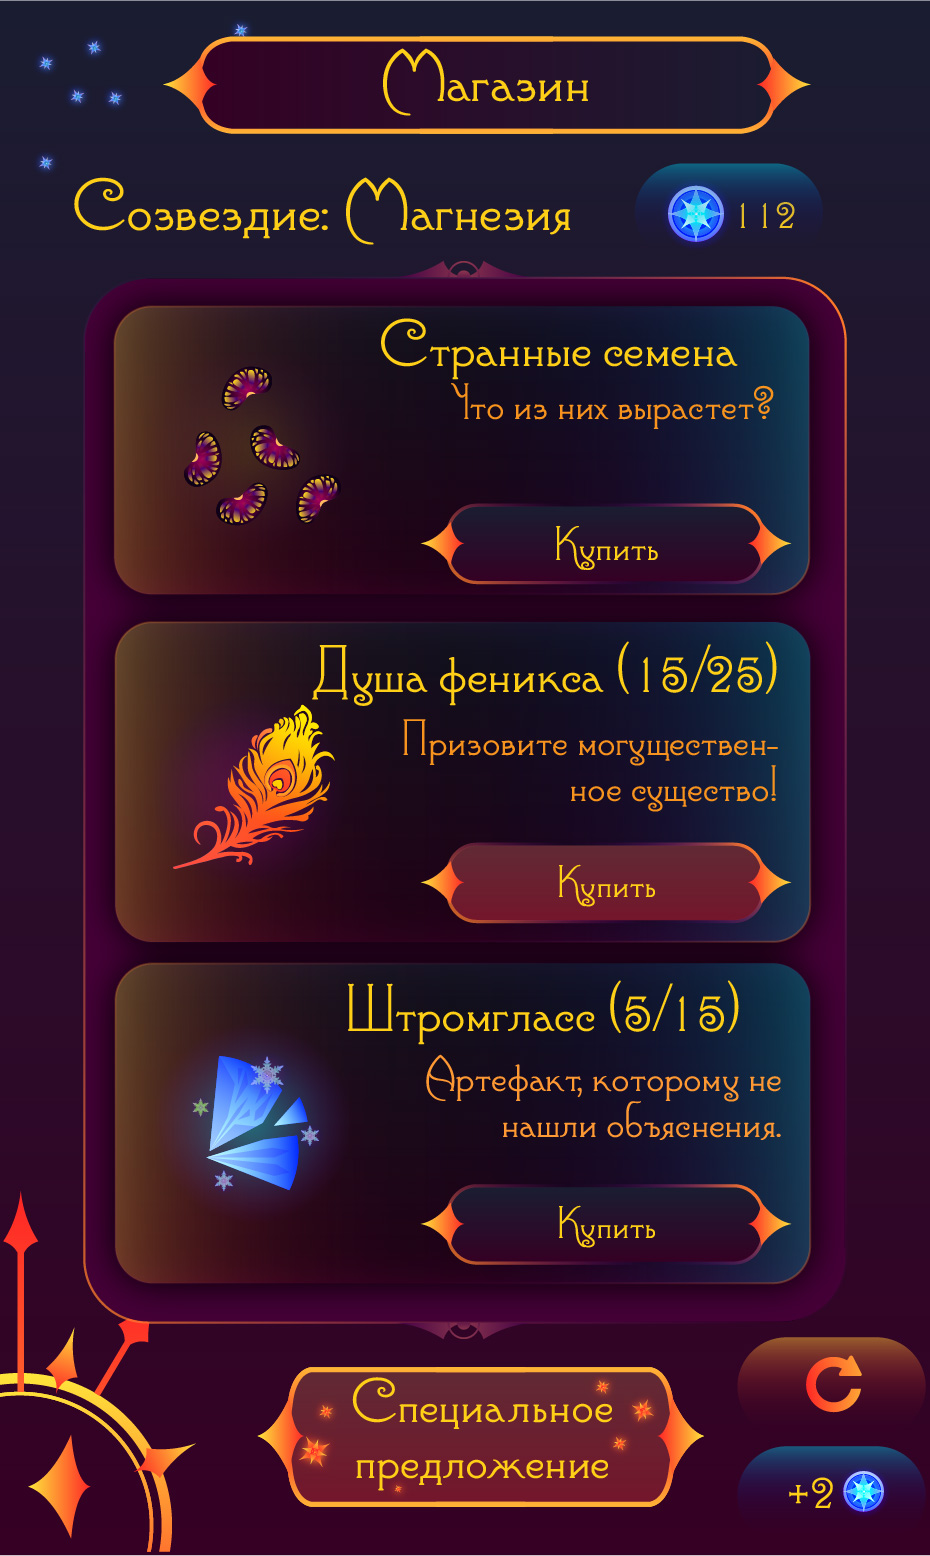 Магазин
Созвездие: Магнезия
112
Странные семена
Что из них вырастет?
Купить
Душа феникса (15/25)
Призовите могуществен-
ное существо!
Купить
Штромгласс (5/15)
Артефакт, которому не
нашли объяснения.
Купить
Специальное
предложение
+2